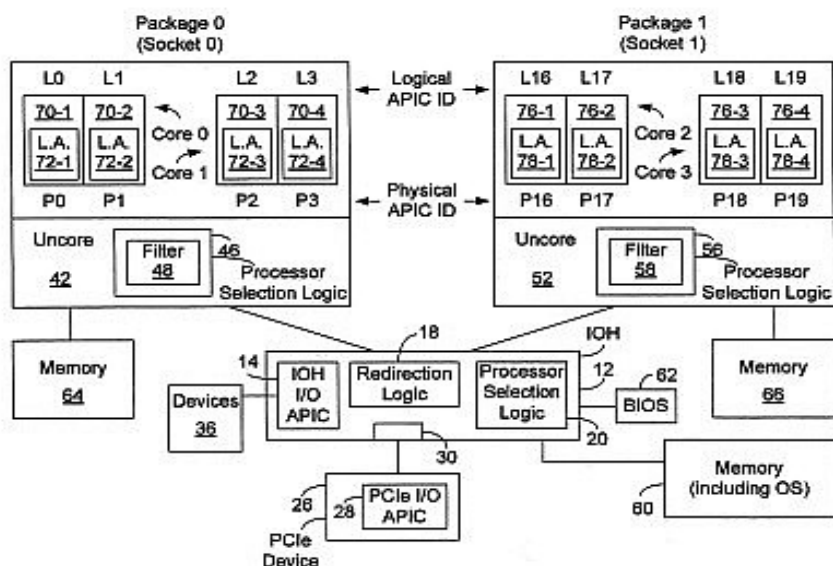 Package 0
(Socket 0)
Package 1
(Socket 1)
L0 L1 L2 L3
Logical
APIC ID
L16 L17 L18 L19
70-1 70-2 70-3 70-4
76-1 76-2 76-3 76-4
Core 0
Core 2
L.A.
72-1
L.A.
72-2
L.A.
72-3
L.A.
72-4
L.A.
78-1
L.A.
78-2
L.A.
78-3
L.A.
78-4
Core 1
Core 3
P0 P1 P2 P3
Physical
APIC ID
P16 P17 P18 P19
Uncore
42
Filter
48
46
Processor
Selection Logic
Uncore
52
Filter
58
56
Processor
Selection Logic
Memory
64
Memory
66
18
IOH
14
IOH
I/O
APIC
Redirection
Logic
Processor
Selection
Logic
12
62
BIOS
Devices
36
20
30
26
28
PCIe I/O
APIC
PCIe
Device
Memory
(including OS)
60